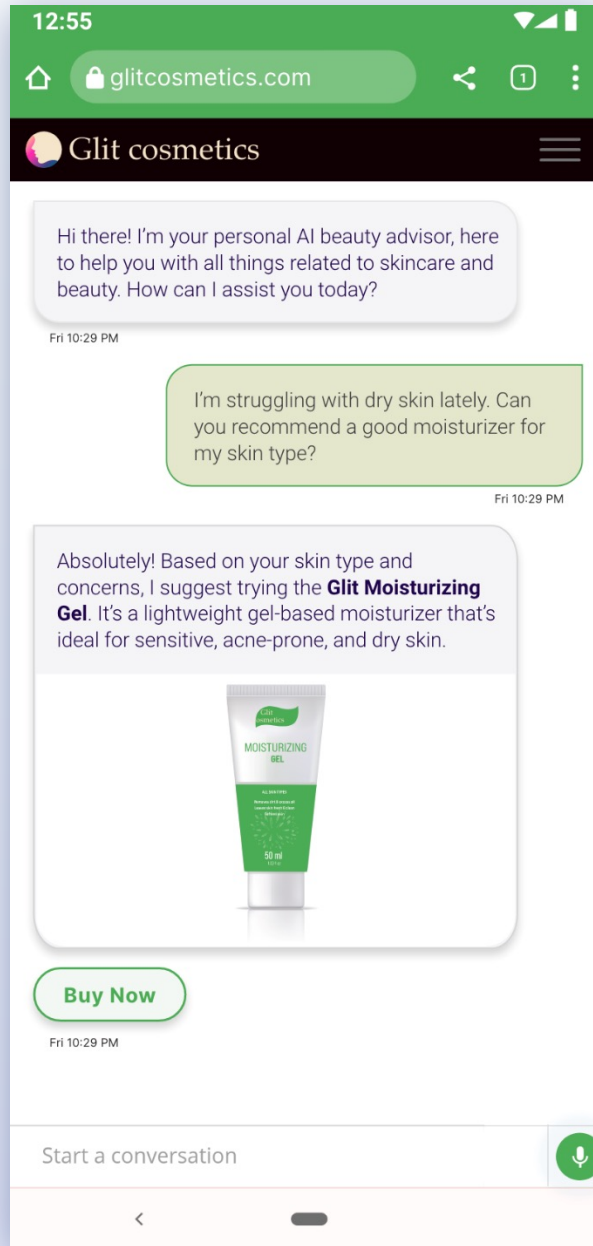 12:55
glitcosmetics.com
1
Glit cosmetics
Hi there! I’m your personal AI beauty advisor, here
to help you with all things related to skincare and
beauty. How can I assist you today?
Fri 10:29 PM
I’m struggling with dry skin lately. Can
you recommend a good moisturizer for
my skin type?
Fri 10:29 PM
Absolutely! Based on your skin type and
concerns, I suggest trying the Glit Moisturizing
Gel. It’s a lightweight gel-based moisturizer that’s
ideal for sensitive, acne-prone, and dry skin.
Glit
cosmetics
MOISTURIZING
GEL
50 ml
Buy Now
Fri 10:29 PM
Start a conversation